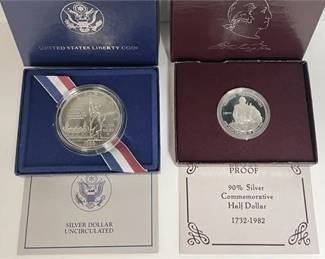 UNITED STATES LIBERTY COIN
SILVER DOLLAR
UNCIRCULATED
PROOF
90% Silver
Commemorative
Half Dollar
1732-1982